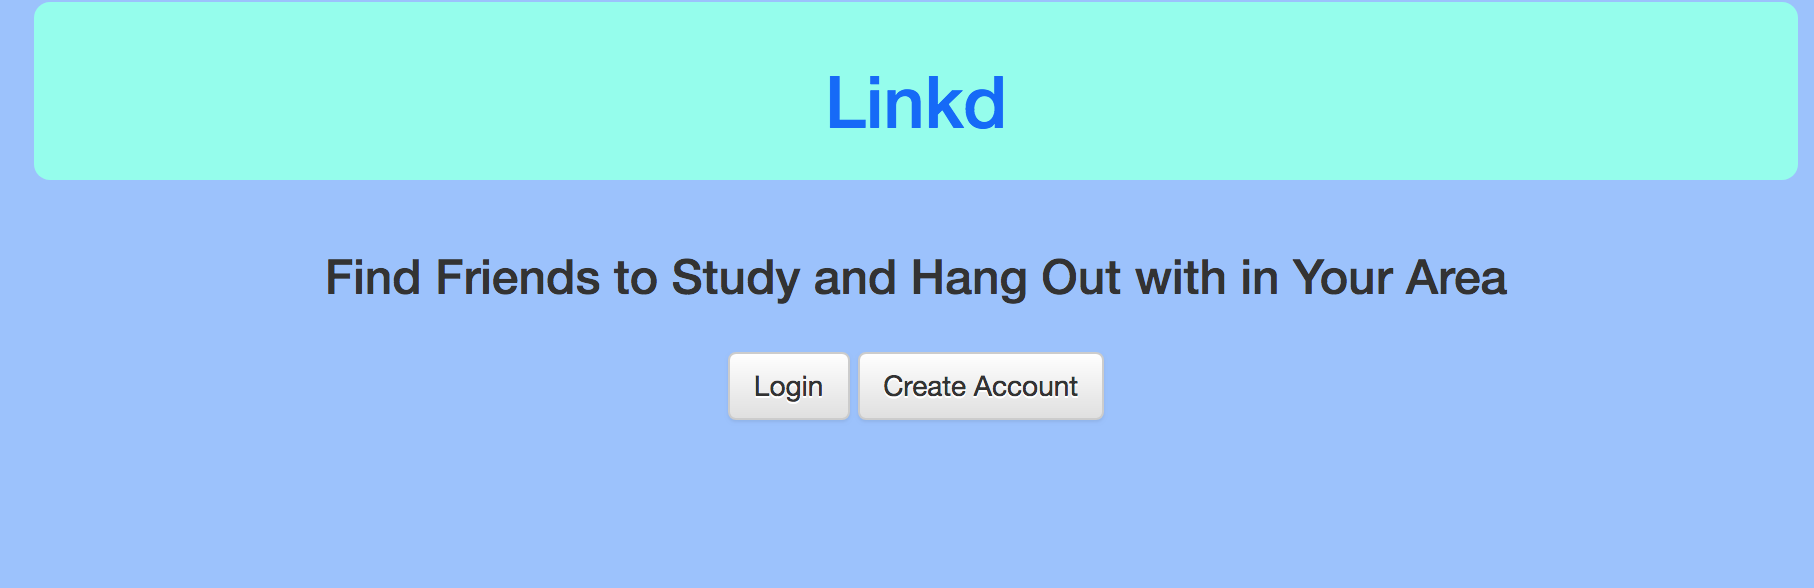 Linkd
Find Friends to Study and Hang Out with in Your Area
Login Create Account